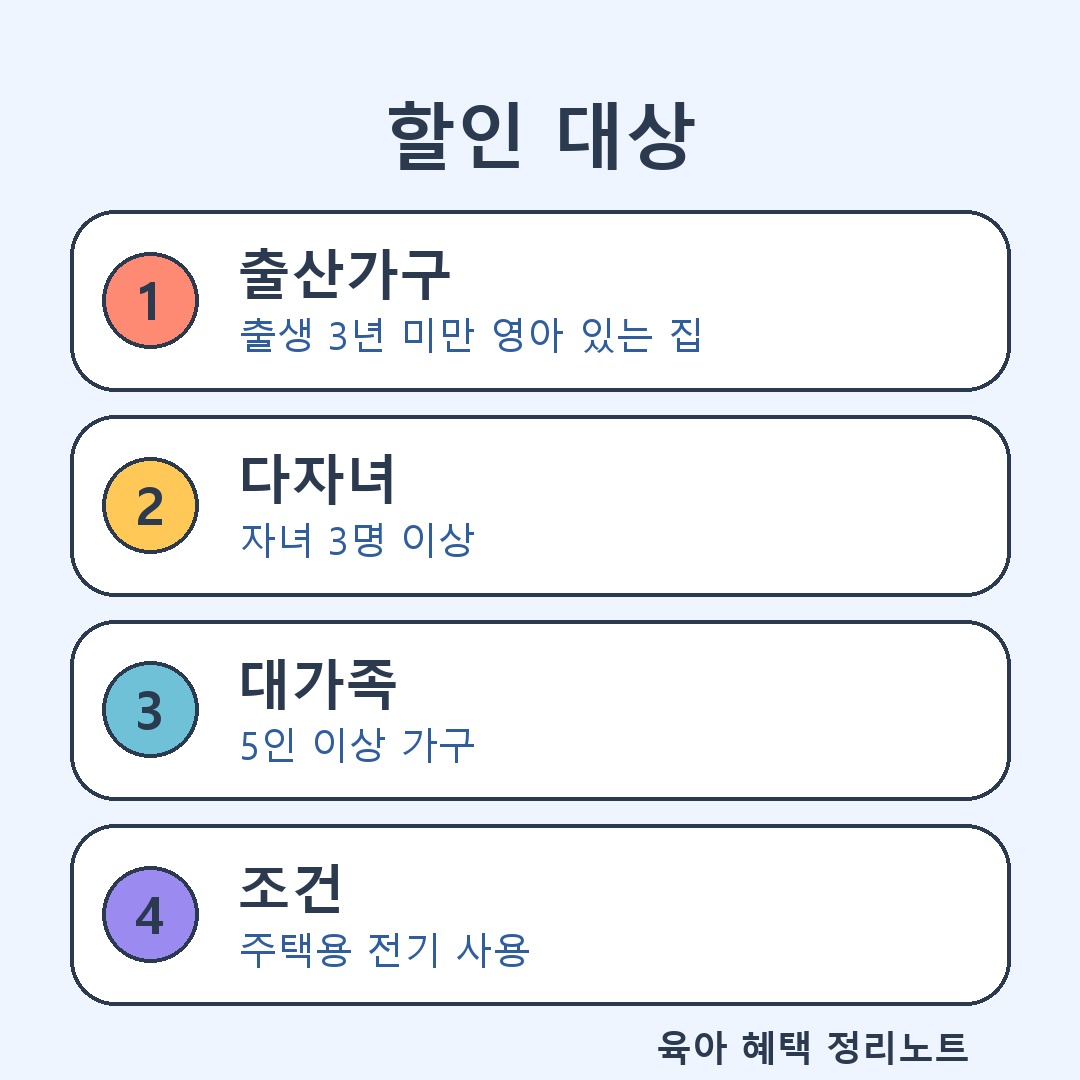 할인 대상
1
출산가구
출생 3년 미만 영아 있는 집
2
다자녀
자녀 3명 이상
3
대가족
5인 이상 가구
4
조건
주택용 전기 사용
육아 혜택 정리노트